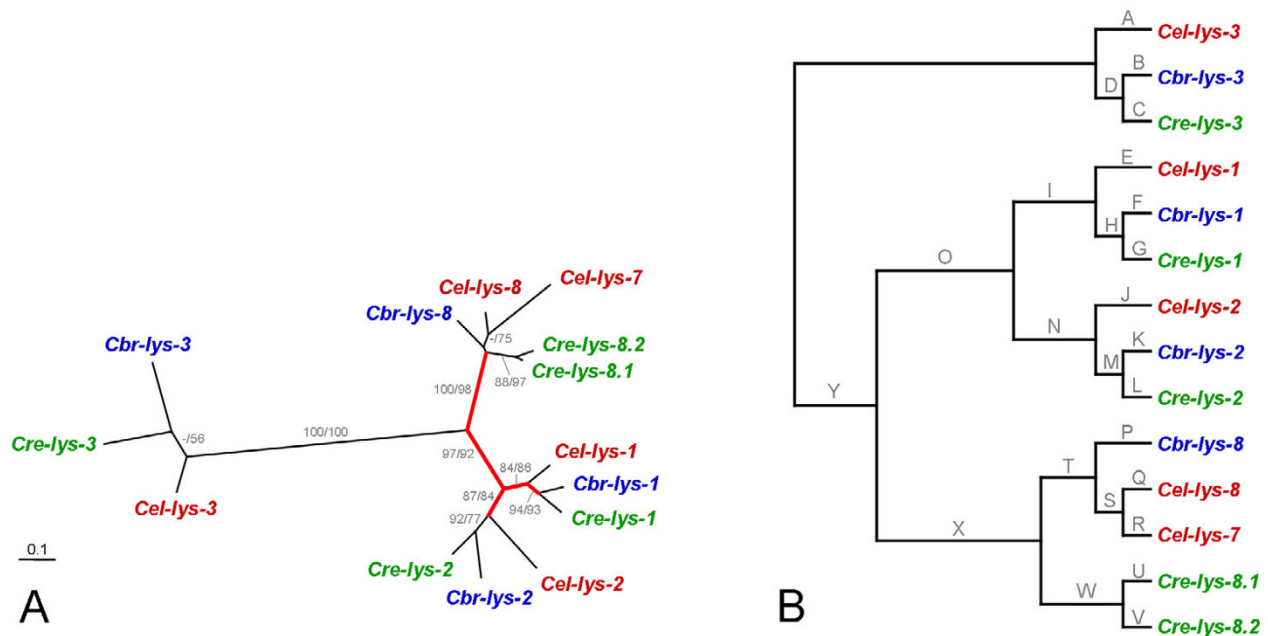 Cbr-lys-3
Cre-lys-3
Cel-lys-3
-/56
100/100
Cel-lys-8
Cel-lys-7
Cbr-lys-8
-/75
Cre-lys-8.2
Cre-lys-8.1
88/97
100/98
97/92
84/86
Cel-lys-1
Cbr-lys-1
94/93
Cre-lys-1
87/84
92/77
Cre-lys-2
Cbr-lys-2
Cel-lys-2
0.1
A
A Cel-lys-3
B Cbr-lys-3
D
C Cre-lys-3
E Cel-lys-1
I
F Cbr-lys-1
H
G Cre-lys-1
O
J Cel-lys-2
N
K Cbr-lys-2
M
L Cre-lys-2
Y
P Cbr-lys-8
T
Q Cel-lys-8
S
R Cel-lys-7
X
U Cre-lys-8.1
W
V Cre-lys-8.2
B